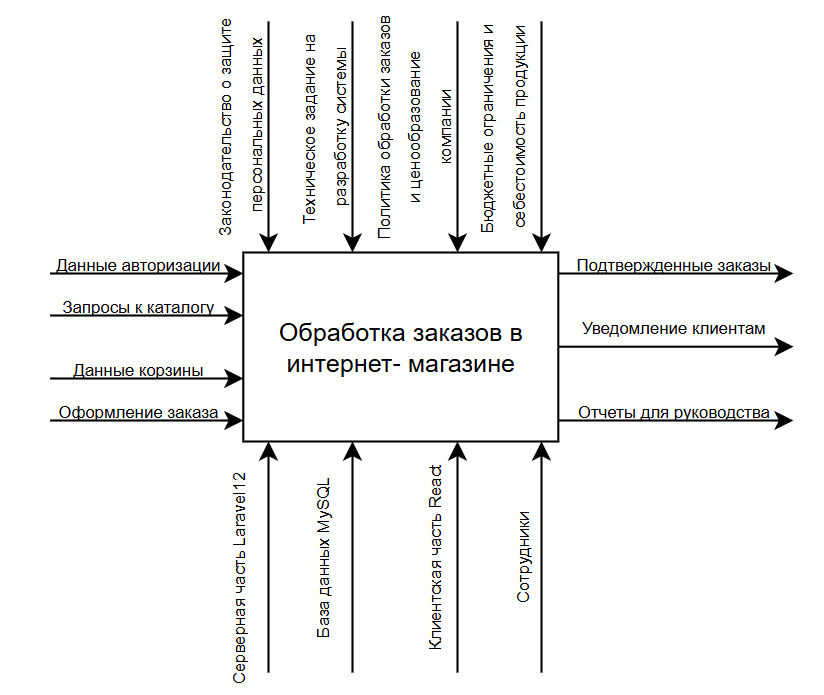 Законодательство о защите
персональных данных
Техническое задание на
разработку системы
Политика обработки заказов
и ценообразование
компании
Бюджетные ограничения и
себестоимость продукции
Данные авторизации
Запросы к каталогу
Данные корзины
Оформление заказа
Обработка заказов в
интернет- магазине
Подтвержденные заказы
Уведомление клиентам
Отчеты для руководства
Серверная часть Laravel12
База данных MySQL
Клиентская часть React
Сотрудники